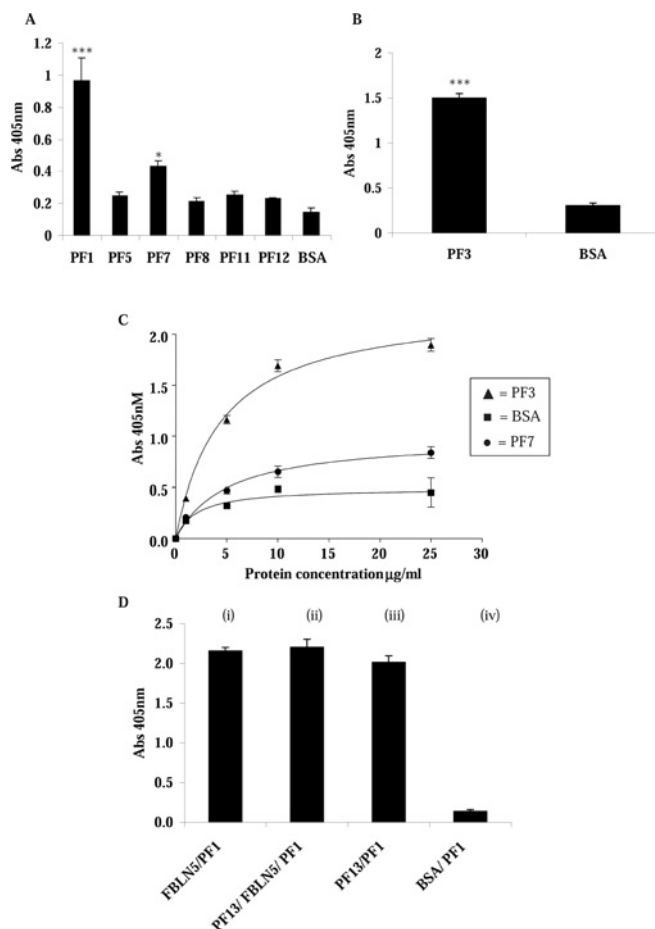 A
Abs 405nm
1.2
1
0.8
0.6
0.4
0.2
0
***
*
PF1 PF5 PF7 PF8 PF11 PF12 BSA
B
Abs 405nm
2
1.5
1
0.5
0
***
PF3 BSA
C
Abs 405nM
2.0
1.5
1.0
0.5
0.0
0 5 10 15 20 25 30
Protein concentrationµg/ml
▲ = PF3
■ = BSA
● = PF7
D
(i) (ii) (iii) (iv)
Abs 405nm
2.5
2.0
1.5
1.0
0.5
0.0
FBLN5/PF1
PF13/ FBLN5/ PF1
PF13/PF1
BSA/ PF1